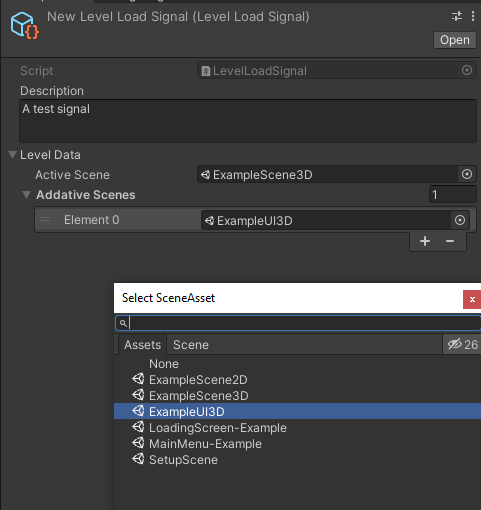 New Level Load Signal (Level Load Signal)
Open
Script LevelLoadSignal
Description
A test signal
Level Data
Active Scene ExampleScene3D
Addative Scenes 1
Element 0 ExampleUI3D
+ −
Select SceneAsset x
Assets Scene 26
None
ExampleScene2D
ExampleScene3D
ExampleUI3D
LoadingScreen-Example
MainMenu-Example
SetupScene